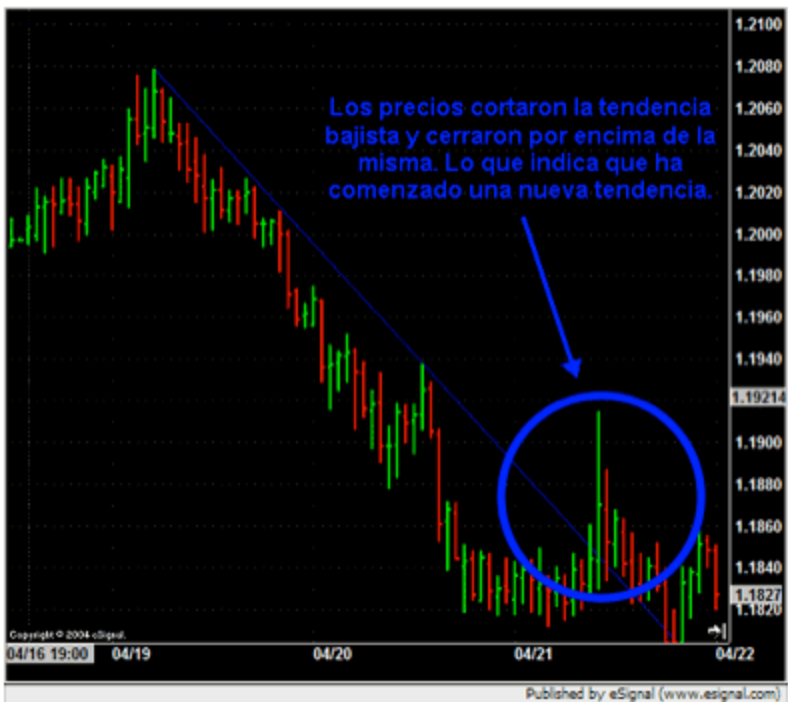 1.2100
1.2080
Los precios cortaron la tendencia
bajista y cerraron por encima de la
misma. Lo que indica que ha
comenzado una nueva tendencia.
1.2060
1.2040
1.2020
1.2000
1.1980
1.1960
1.1940
1.19214
1.1900
1.1880
1.1860
1.1840
1.1827
1.1820
Copyright © 2004 eSignal.
04/16 19:00 04/19 04/20 04/21 04/22
Published by eSignal (www.esignal.com)